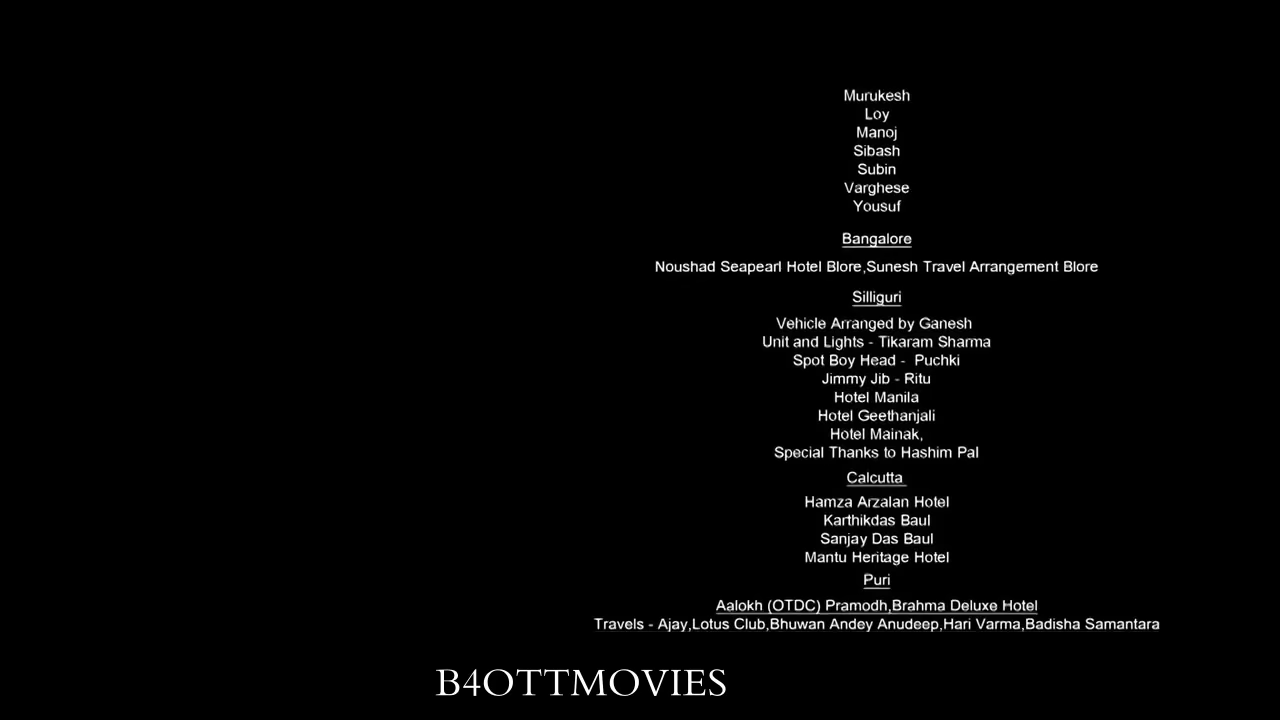 Murukesh
Loy
Manoj
Sibash
Subin
Varghese
Yousuf
Bangalore
Noushad Seapearl Hotel Blore,Sunesh Travel Arrangement Blore
Silliguri
Vehicle Arranged by Ganesh
Unit and Lights - Tikaram Sharma
Spot Boy Head -  Puchki
Jimmy Jib - Ritu
Hotel Manila
Hotel Geethanjali
Hotel Mainak,
Special Thanks to Hashim Pal
Calcutta
Hamza Arzalan Hotel
Karthikdas Baul
Sanjay Das Baul
Mantu Heritage Hotel
Puri
Aalokh (OTDC) Pramodh,Brahma Deluxe Hotel
Travels - Ajay,Lotus Club,Bhuwan Andey Anudeep,Hari Varma,Badisha Samantara
B4OTTMOVIES